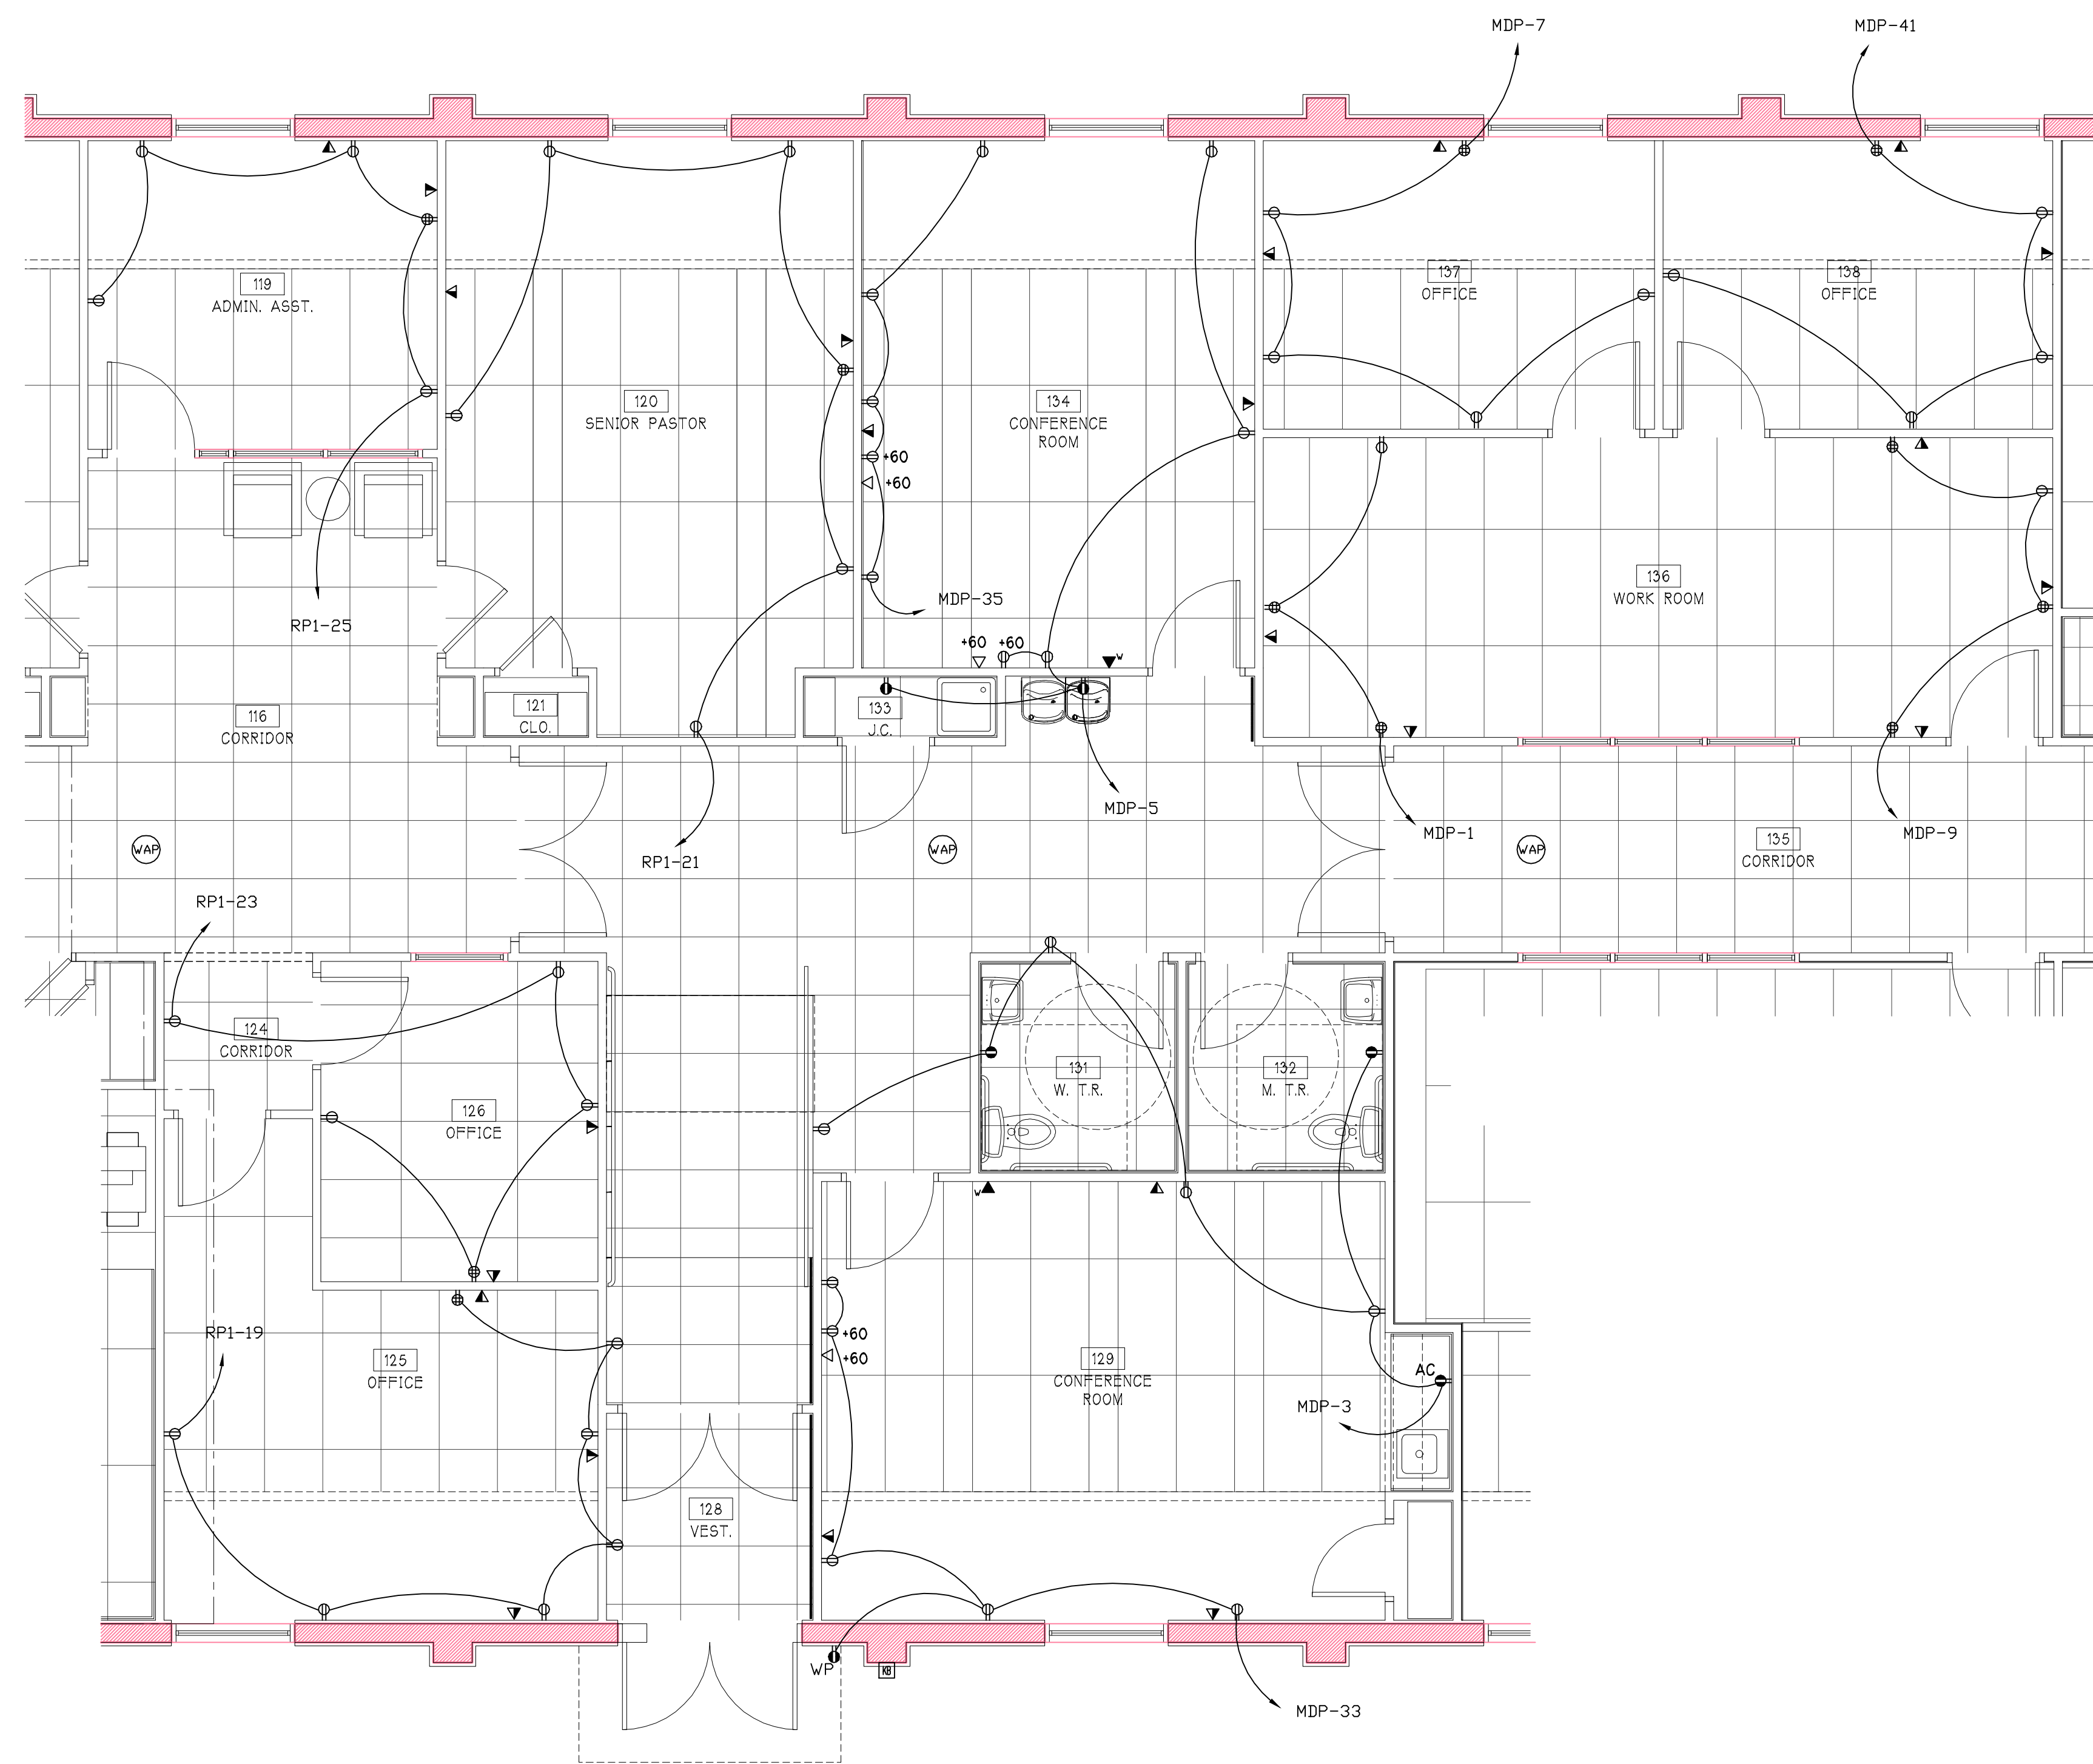 MDP-7
MDP-41
119
ADMIN. ASST.
120
SENIOR PASTOR
134
CONFERENCE
ROOM
137
OFFICE
138
OFFICE
+60
+60
136
WORK ROOM
MDP-35
RP1-25
+60
+60
W
121
CLO.
133
J.C.
116
CORRIDOR
MDP-5
MDP-1
MDP-9
WAP
WAP
WAP
RP1-21
135
CORRIDOR
RP1-23
124
CORRIDOR
131
W. T.R.
132
M. T.R.
126
OFFICE
W
RP1-19
+60
+60
125
OFFICE
129
CONFERENCE
ROOM
AC
MDP-3
128
VEST.
WP
KB
MDP-33